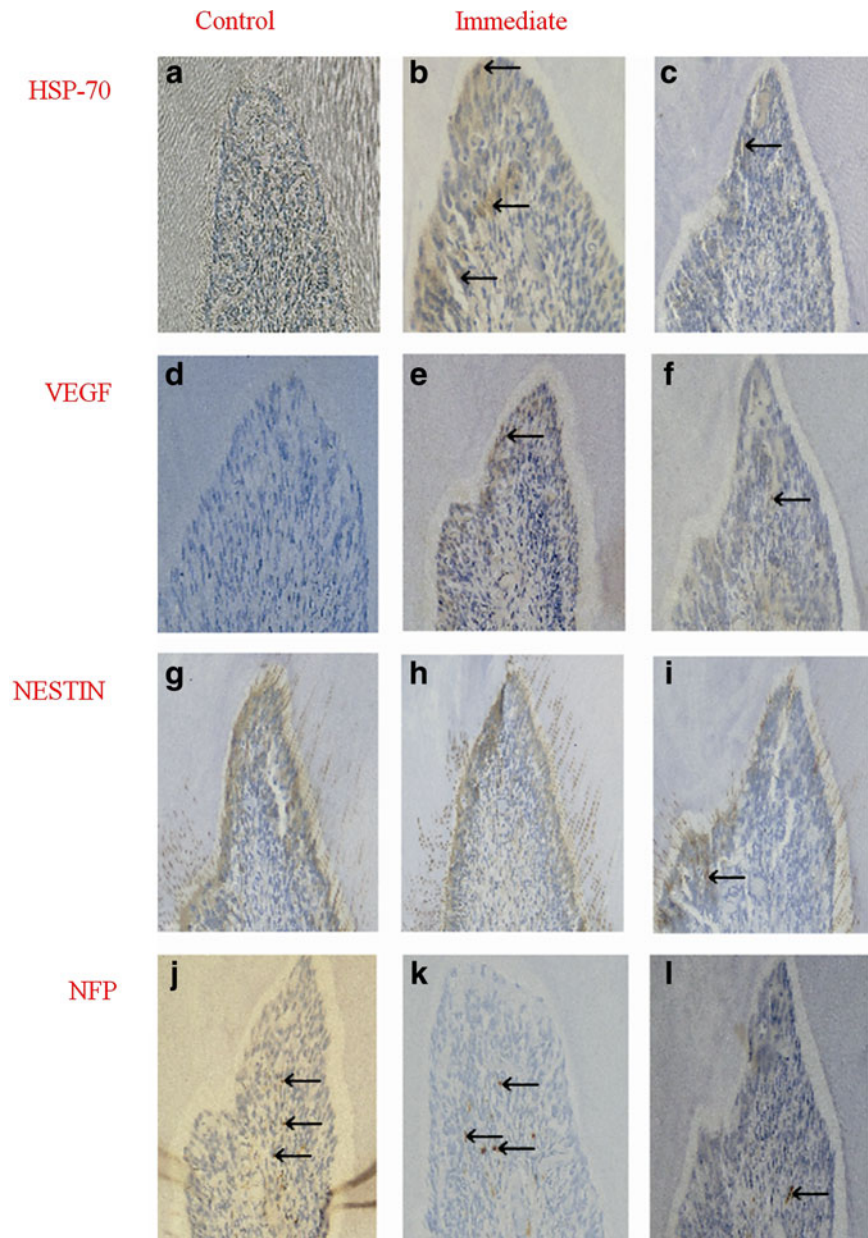 Control Immediate
HSP-70 a b c
VEGF d e f
NESTIN g h i
NFP j k l